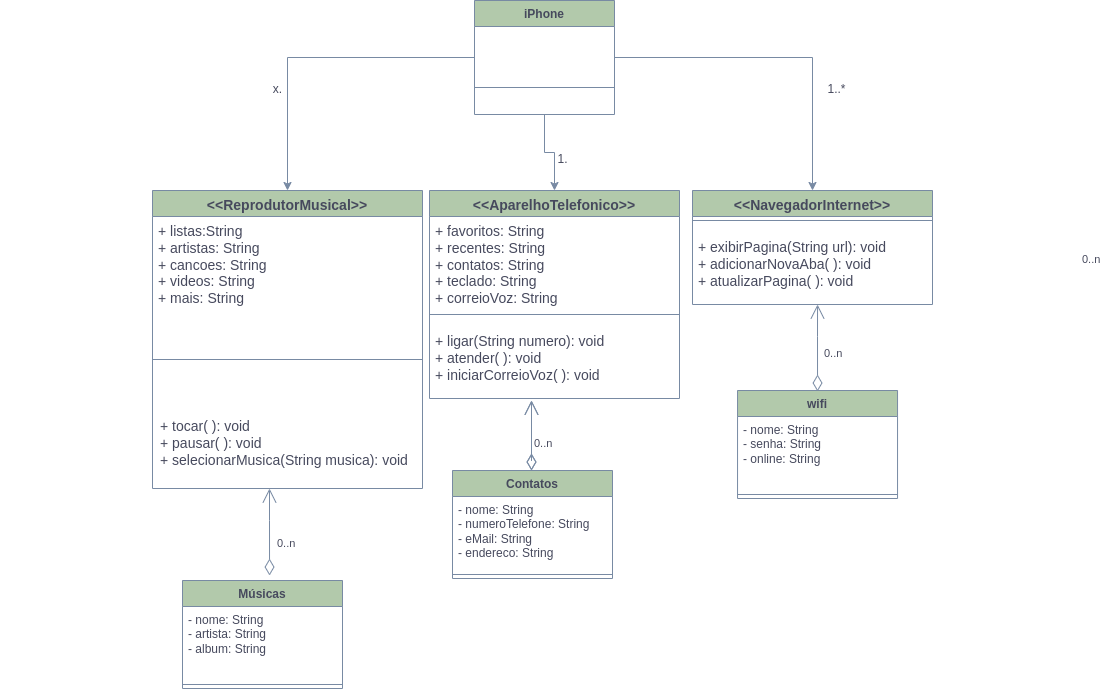 iPhone
x.
1..*
1.
<<ReprodutorMusical>>
+ listas:String
+ artistas: String
+ cancoes: String
+ videos: String
+ mais: String
+ tocar( ): void
+ pausar( ): void
+ selecionarMusica(String musica): void
<<AparelhoTelefonico>>
+ favoritos: String
+ recentes: String
+ contatos: String
+ teclado: String
+ correioVoz: String
+ ligar(String numero): void
+ atender( ): void
+ iniciarCorreioVoz( ): void
<<NavegadorInternet>>
+ exibirPagina(String url): void
+ adicionarNovaAba( ): void
+ atualizarPagina( ): void
0..n
0..n
wifi
- nome: String
- senha: String
- online: String
0..n
Contatos
- nome: String
- numeroTelefone: String
- eMail: String
- endereco: String
0..n
Músicas
- nome: String
- artista: String
- album: String